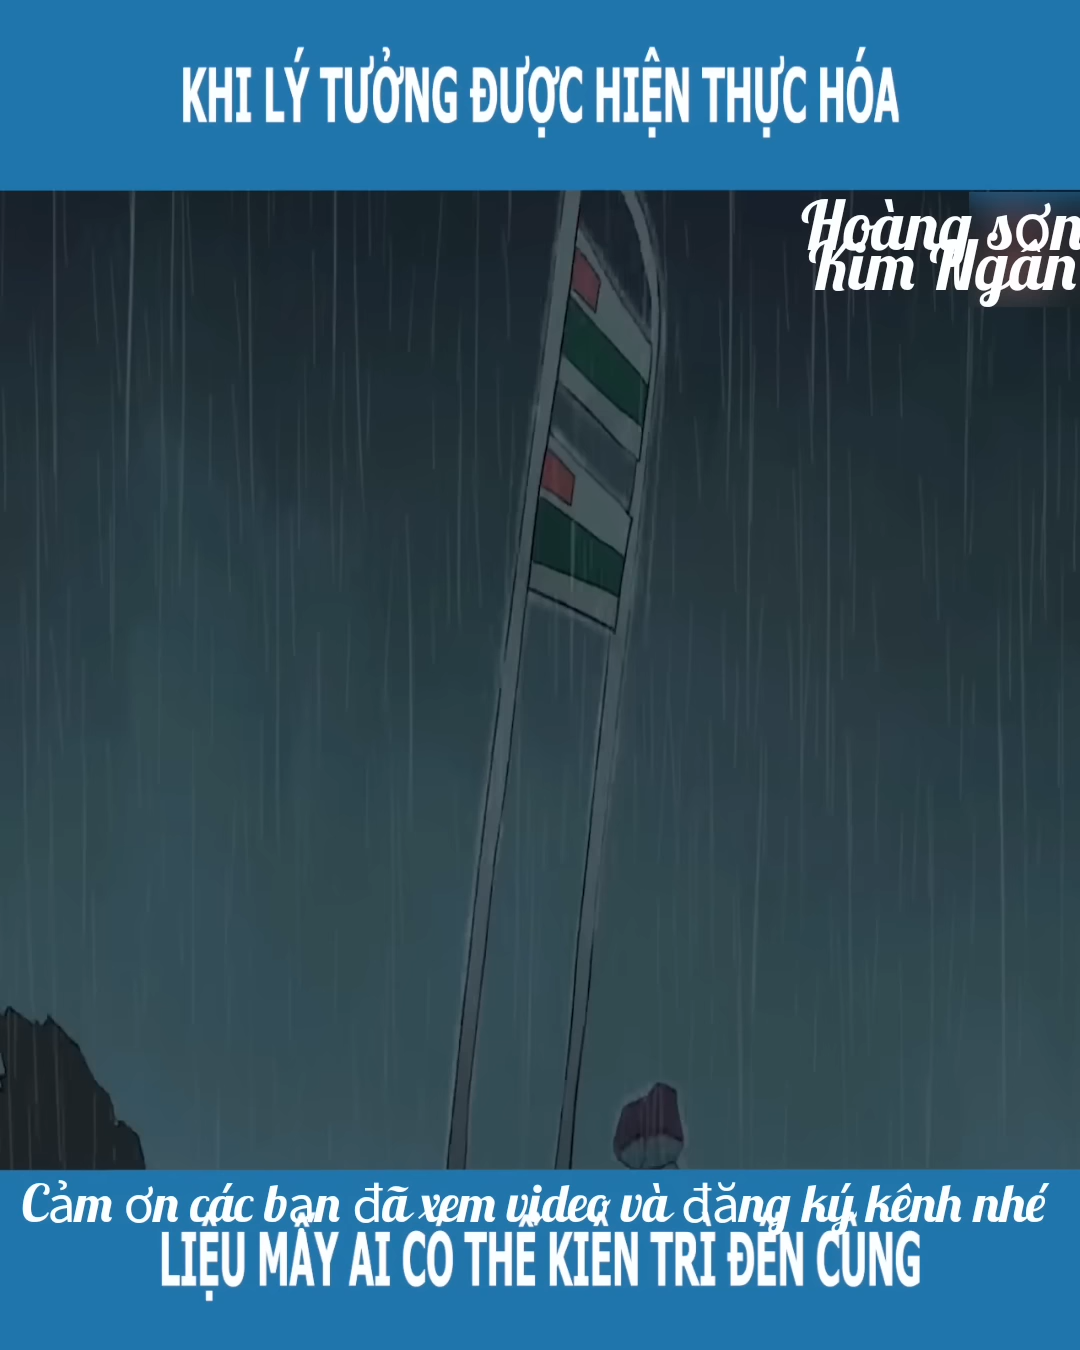 KHI LÝ TƯỞNG ĐƯỢC HIỆN THỰC HÓA
Hoàng sơn
Kim Ngân
Cảm ơn các bạn đã xem video và đăng ký kênh nhé
LIỆU MẤY AI CÓ THỂ KIÊN TRÌ ĐẾN CÙNG